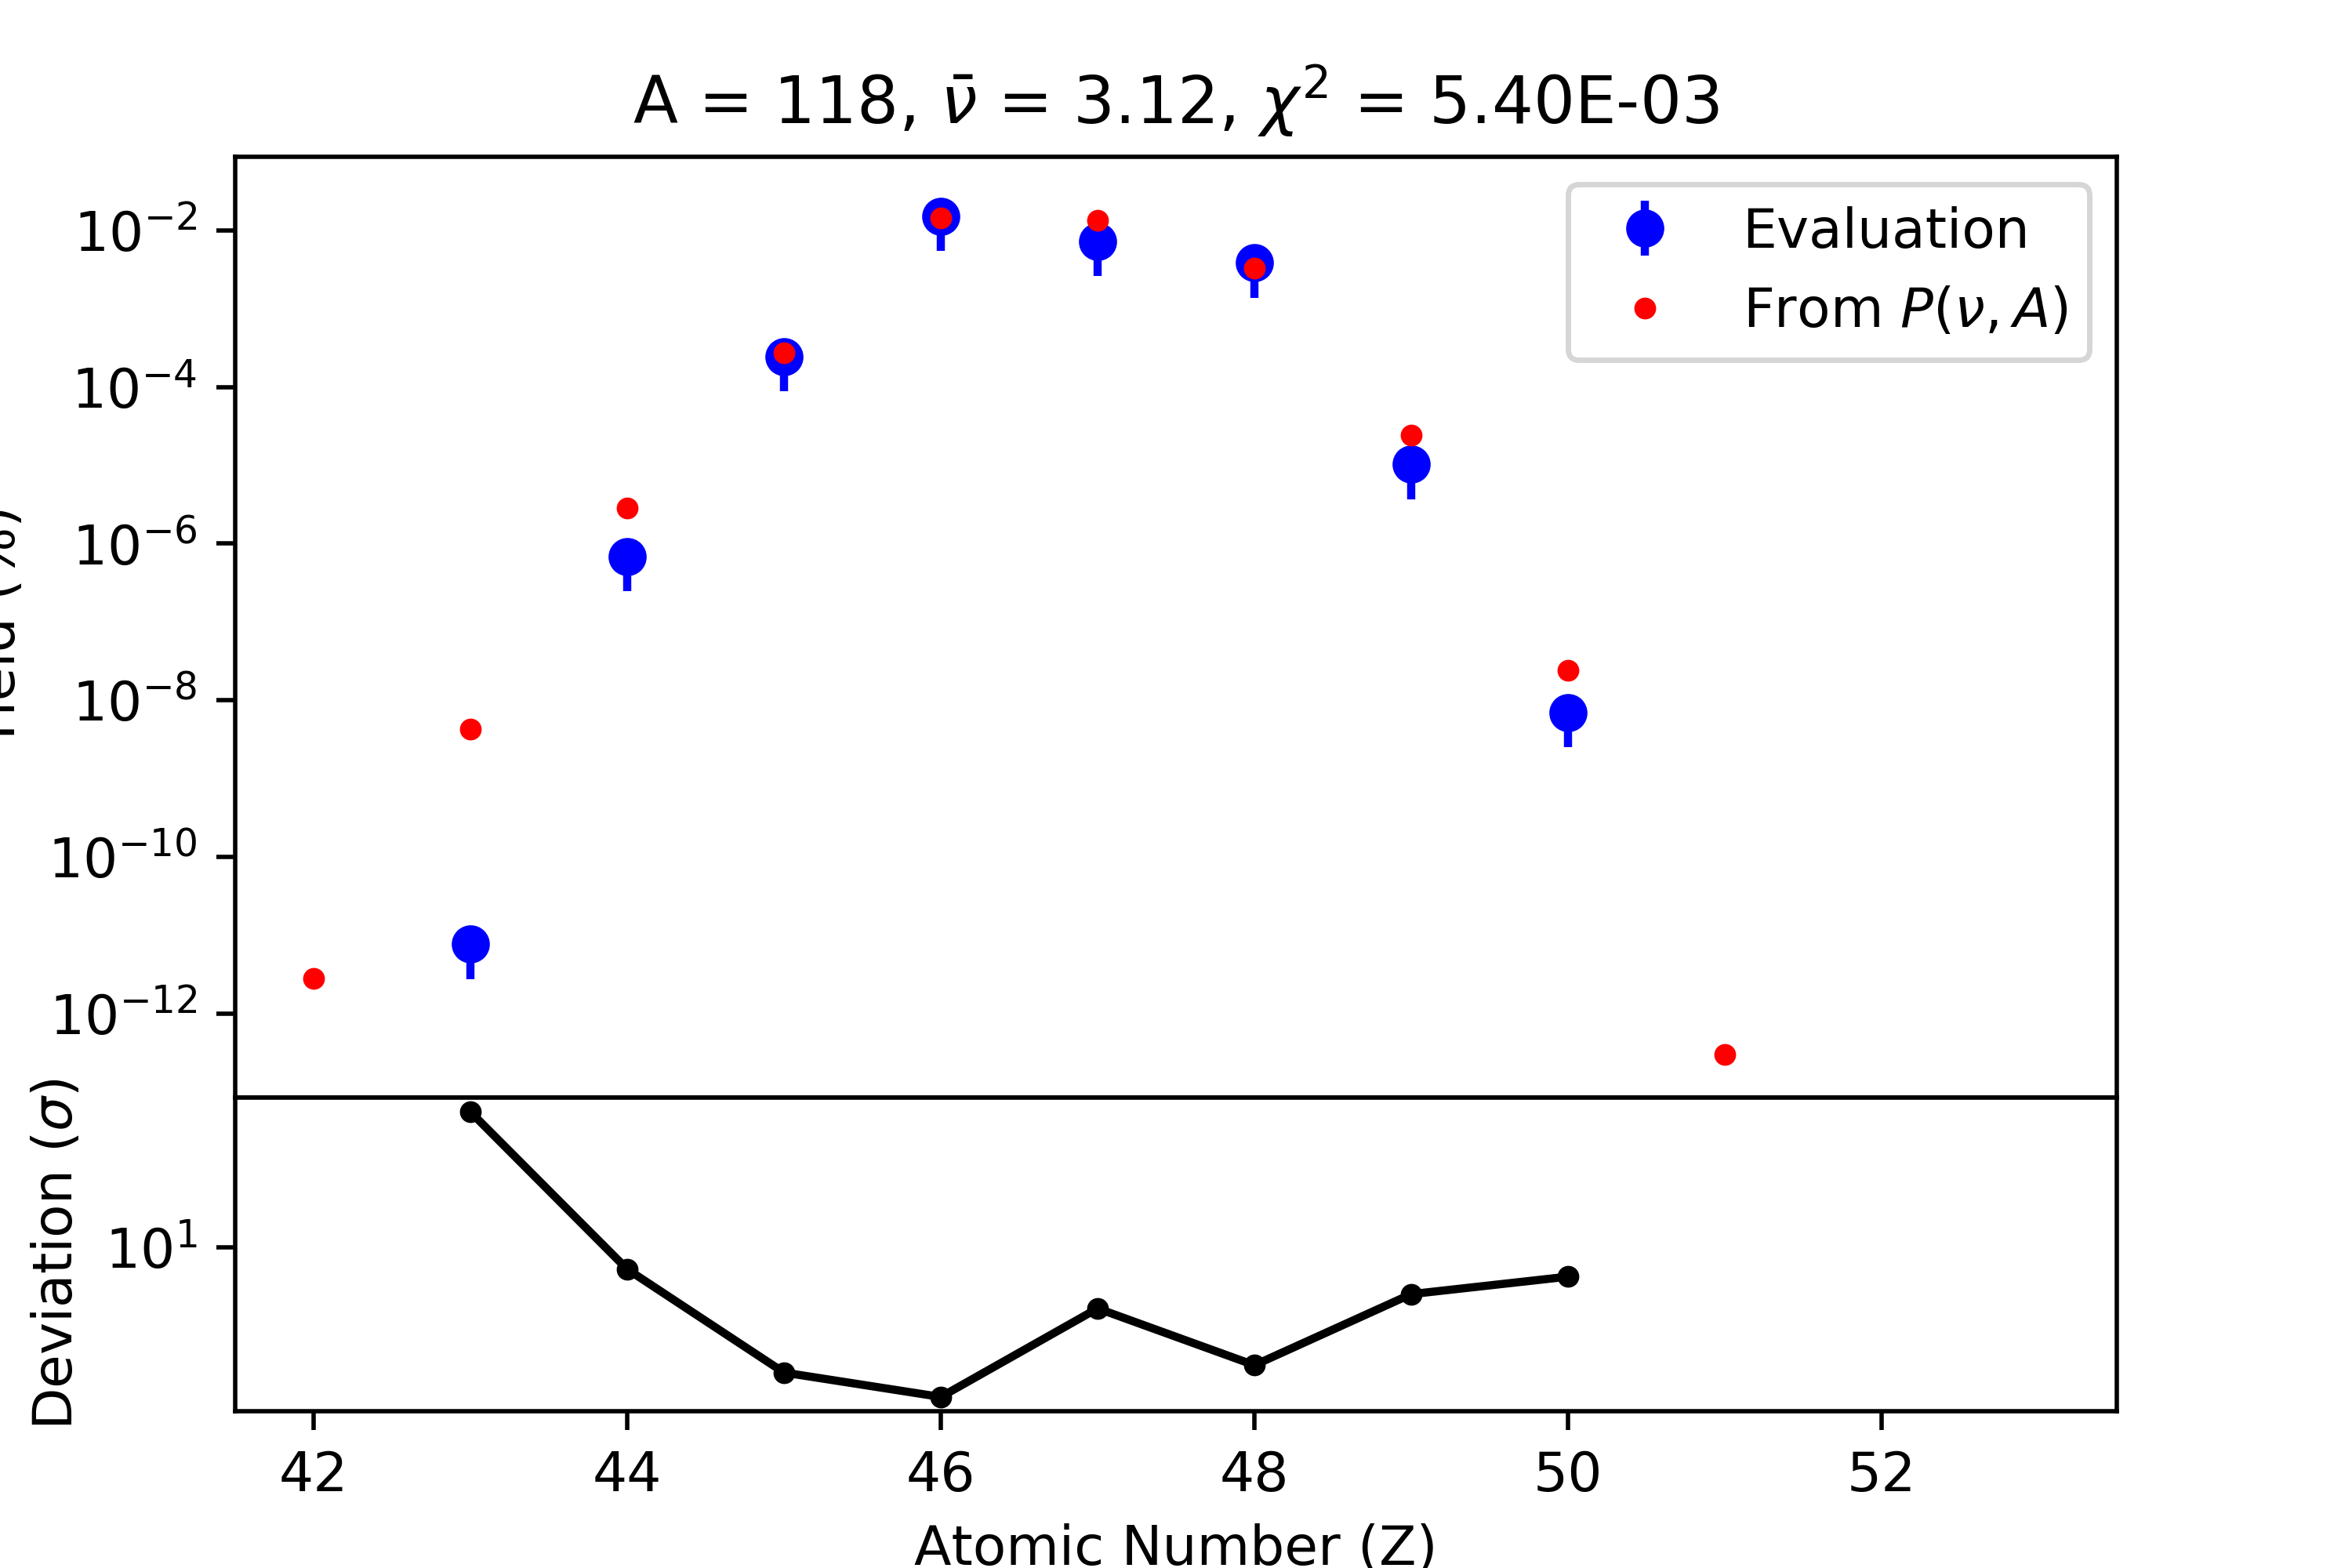 A = 118, ν̄ = 3.12, χ² = 5.40E-03
Evaluation
From P(ν, A)
10⁻²
10⁻⁴
10⁻⁶
10⁻⁸
10⁻¹⁰
10⁻¹²
(%)
Deviation (σ)
10¹
42 44 46 48 50 52
Atomic Number (Z)